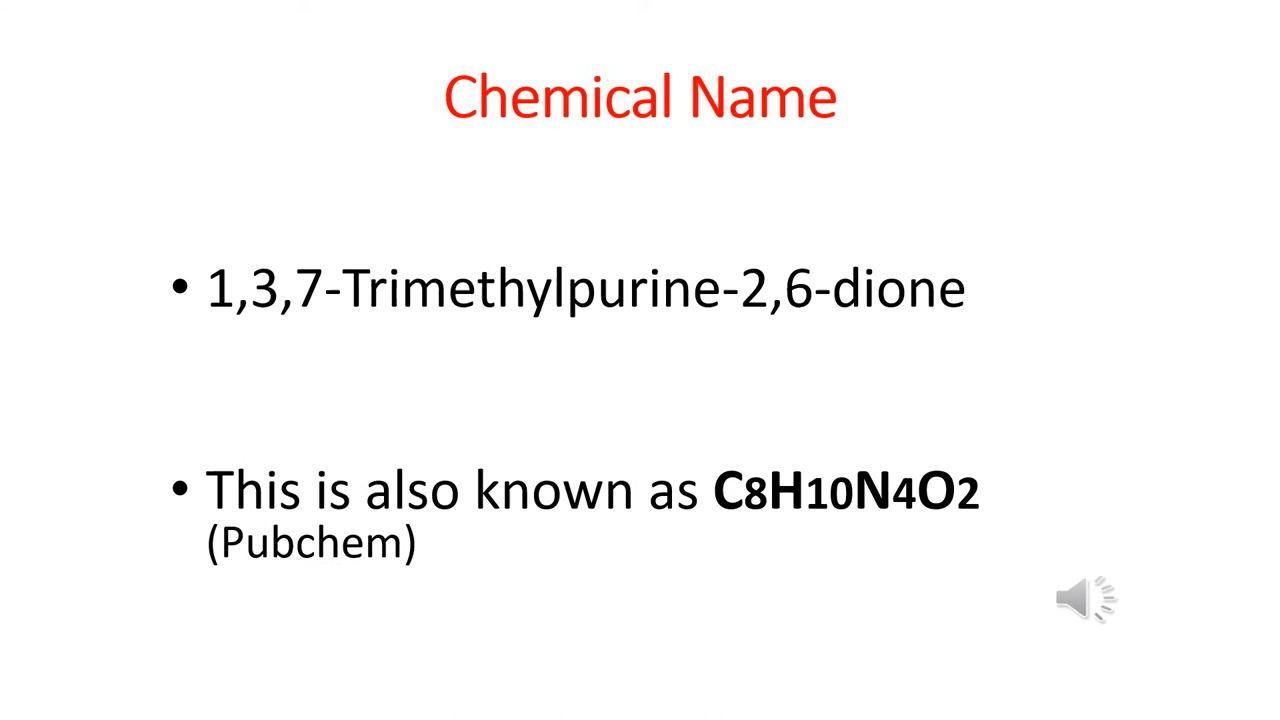 Chemical Name
• 1,3,7-Trimethylpurine-2,6-dione
• This is also known as C8H10N4O2
(Pubchem)